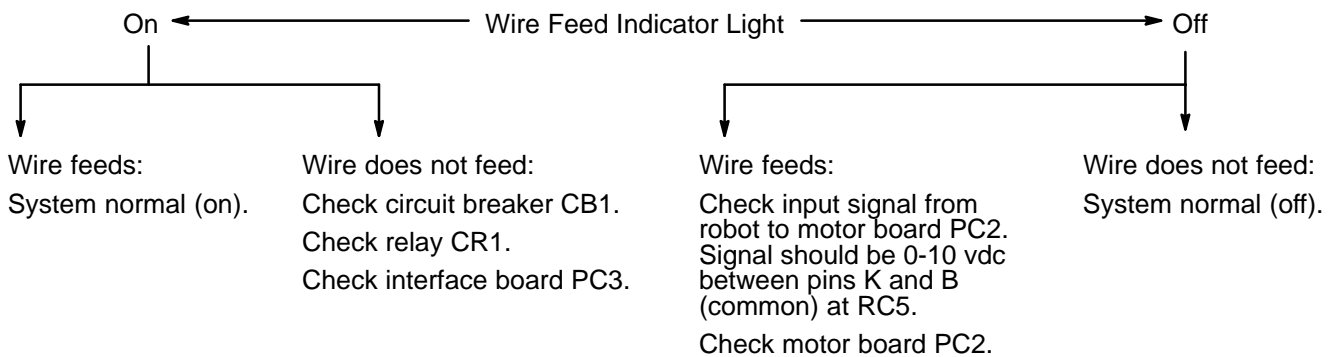 On Wire Feed Indicator Light Off
Wire feeds:
System normal (on).
Wire does not feed:
Check circuit breaker CB1.
Check relay CR1.
Check interface board PC3.
Wire feeds:
Check input signal from
robot to motor board PC2.
Signal should be 0-10 vdc
between pins K and B
(common) at RC5.
Check motor board PC2.
Wire does not feed:
System normal (off).